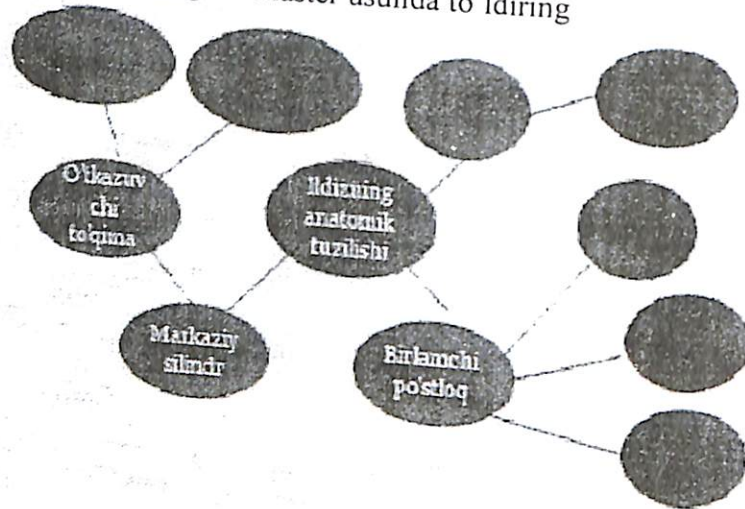 klaster usulida to'ldiring
O'tkazuv
chi
to'qima
Ildizning
anatomik
tuzilishi
Markaziy
silindr
Birlamchi
po'stloq